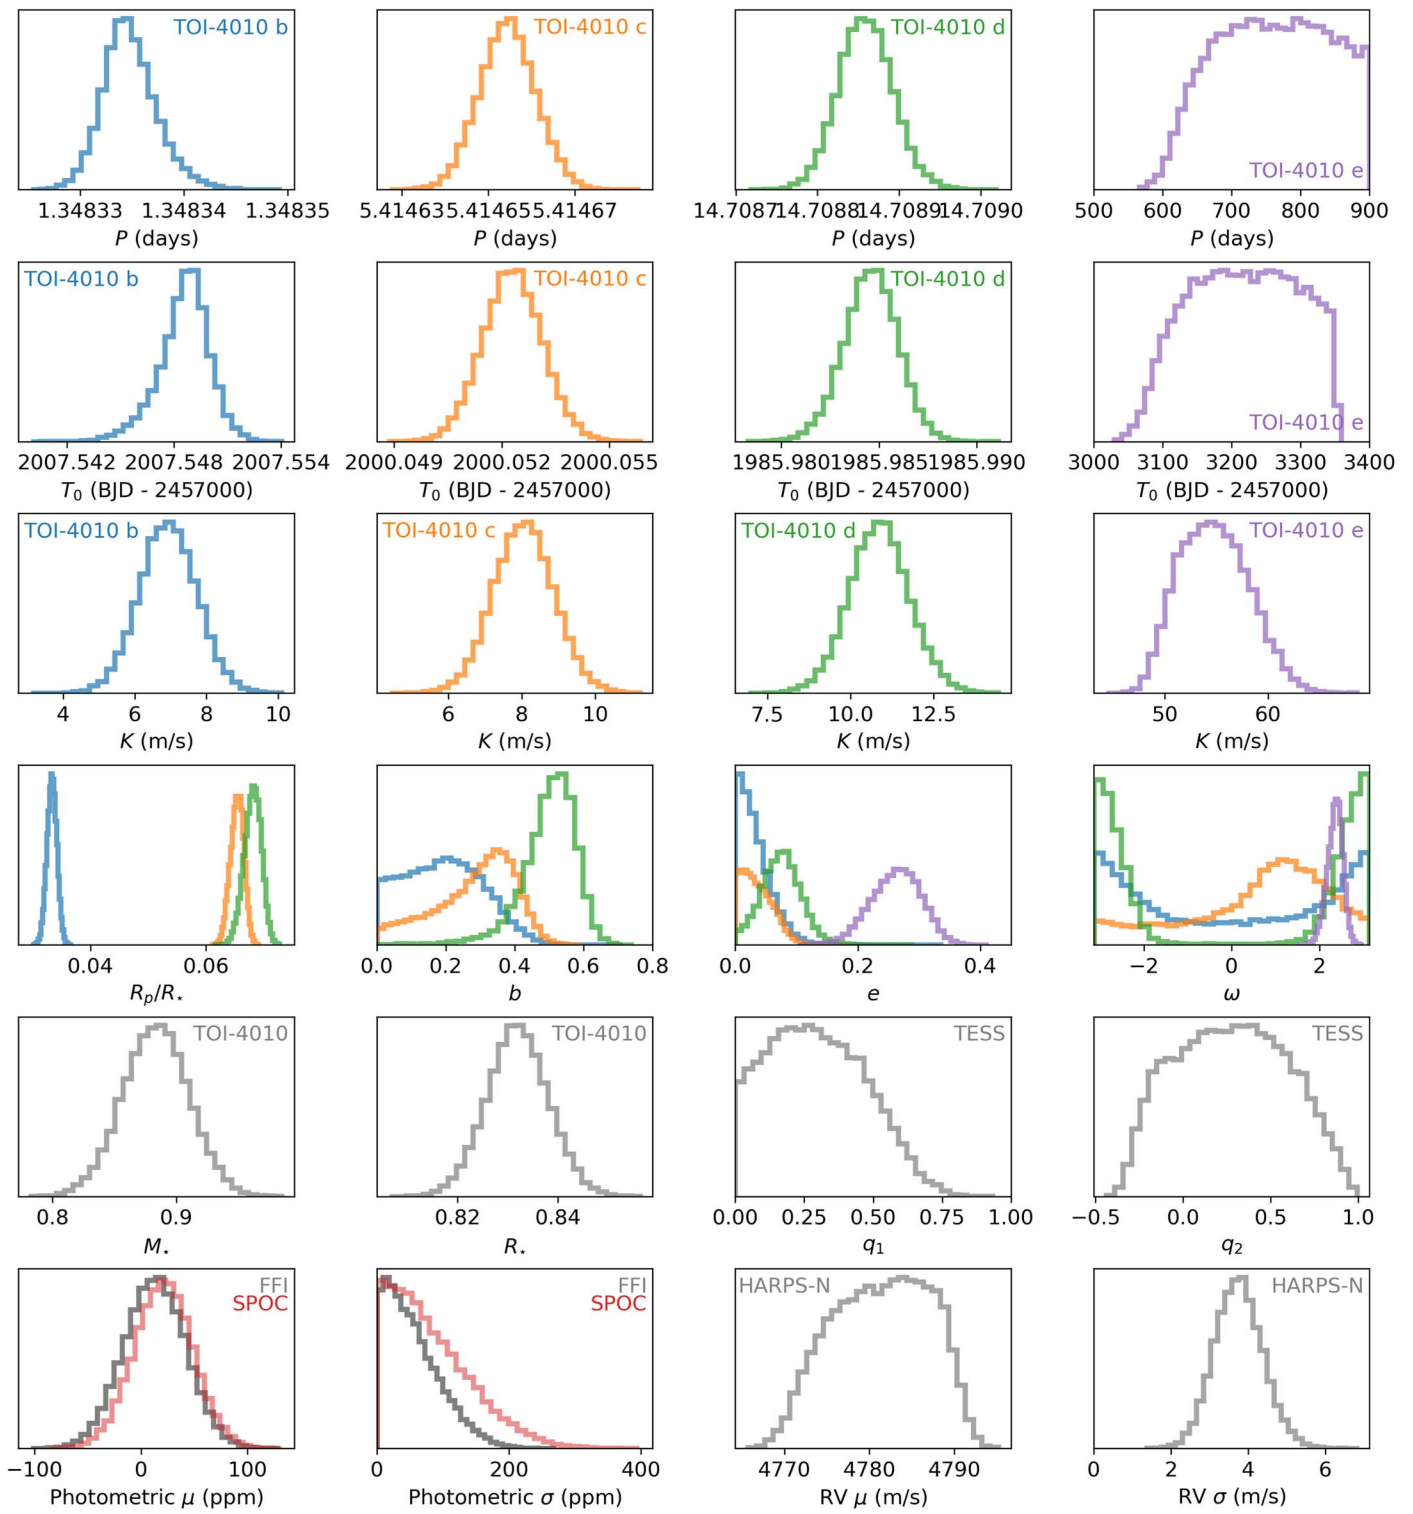 TOI-4010 b TOI-4010 c TOI-4010 d TOI-4010 e
1.34833 1.34834 1.34835 5.41463 5.41465 5.41467 14.7087 14.7088 14.7089 14.7090 500 600 700 800 900
P (days) P (days) P (days) P (days)
TOI-4010 b TOI-4010 c TOI-4010 d TOI-4010 e
2007.542 2007.548 2007.554 2000.049 2000.052 2000.055 1985.980 1985.985 1985.990 3000 3100 3200 3300 3400
T₀ (BJD - 2457000) T₀ (BJD - 2457000) T₀ (BJD - 2457000) T₀ (BJD - 2457000)
TOI-4010 b TOI-4010 c TOI-4010 d TOI-4010 e
4 6 8 10 6 8 10 7.5 10.0 12.5 50 60
K (m/s) K (m/s) K (m/s) K (m/s)
0.04 0.06 0.0 0.2 0.4 0.6 0.8 0.0 0.2 0.4 −2 0 2
Rₚ/R⋆ b e ω
TOI-4010 TOI-4010 TESS TESS
0.8 0.9 0.82 0.84 0.00 0.25 0.50 0.75 1.00 −0.5 0.0 0.5 1.0
M⋆ R⋆ q₁ q₂
FFI FFI HARPS-N HARPS-N
SPOC SPOC
−100 0 100 0 200 400 4770 4780 4790 0 2 4 6
Photometric μ (ppm) Photometric σ (ppm) RV μ (m/s) RV σ (m/s)